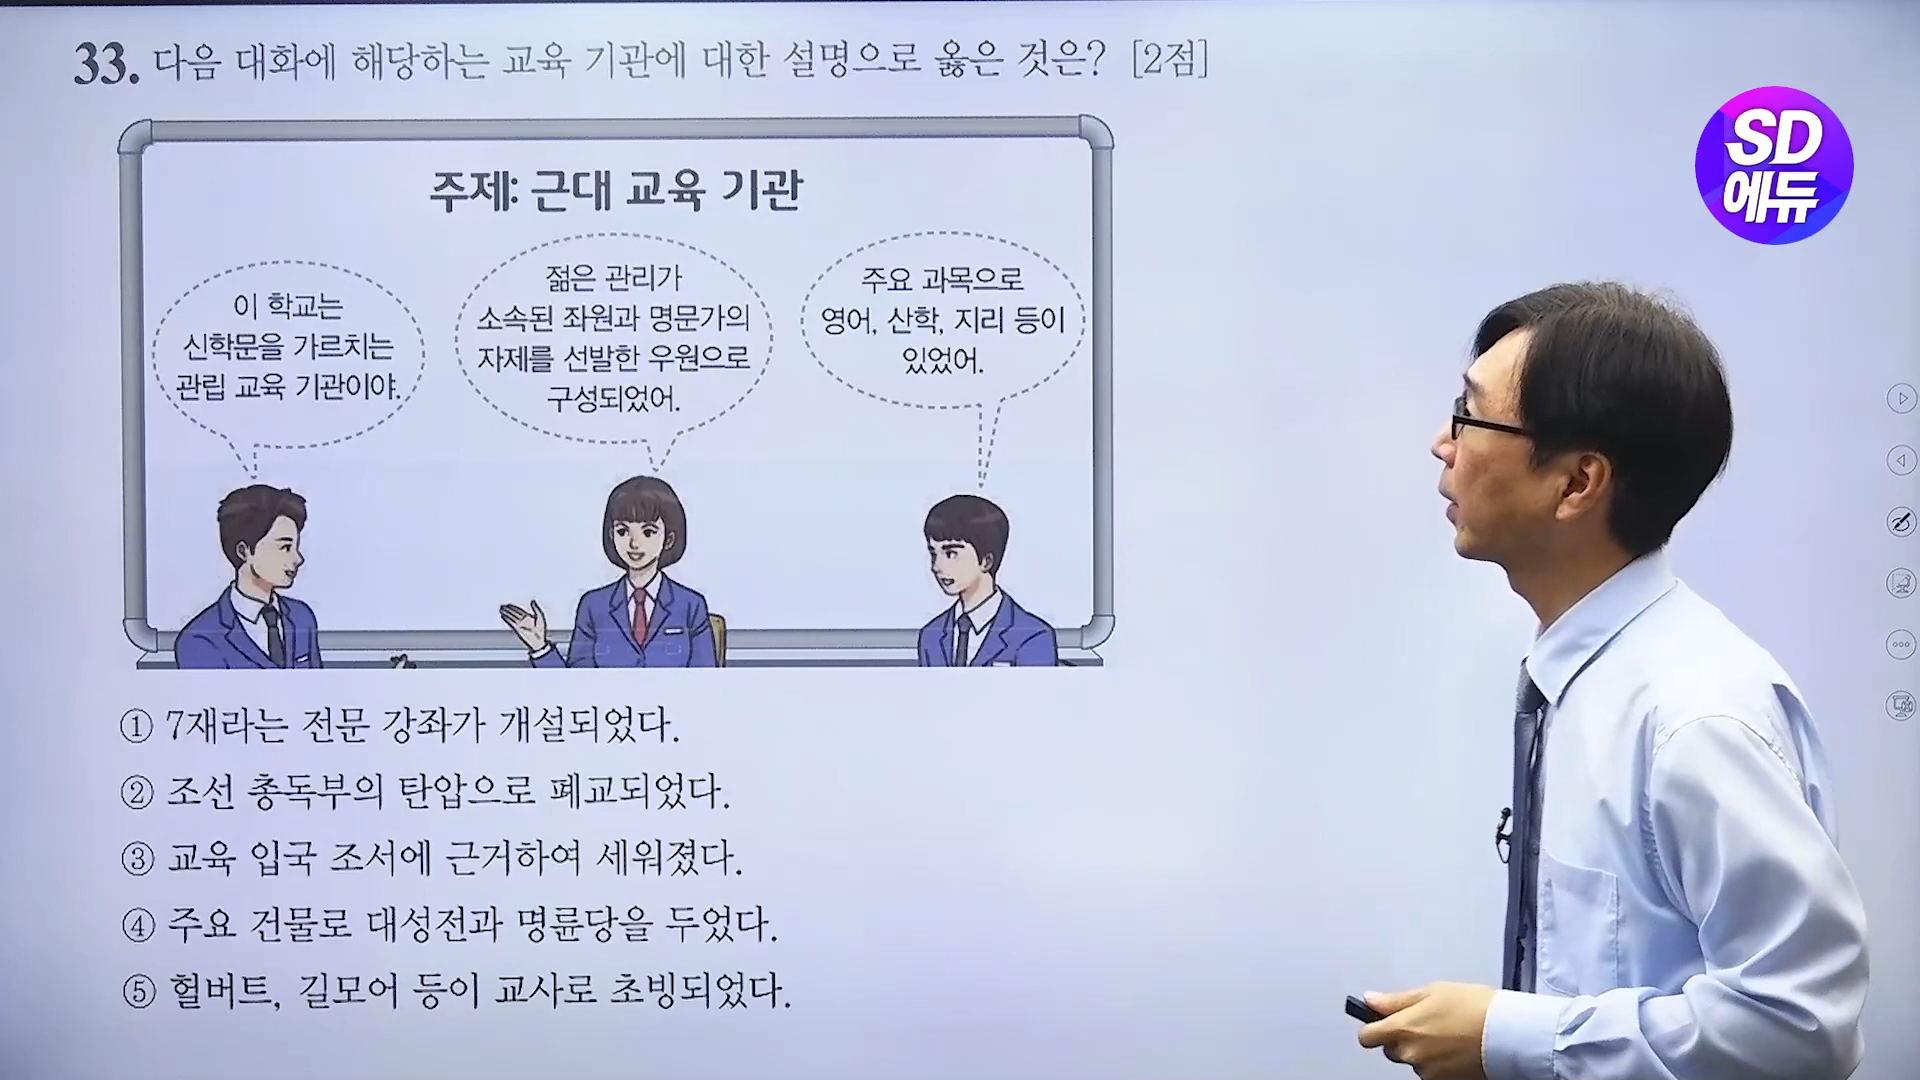 33. 다음 대화에 해당하는 교육 기관에 대한 설명으로 옳은 것은? [2점]
SD
에듀
주제: 근대 교육 기관
이 학교는
신학문을 가르치는
관립 교육 기관이야.
젊은 관리가
소속된 좌원과 명문가의
자제를 선발한 우원으로
구성되었어.
주요 과목으로
영어, 산학, 지리 등이
있었어.
① 7재라는 전문 강좌가 개설되었다.
② 조선 총독부의 탄압으로 폐교되었다.
③ 교육 입국 조서에 근거하여 세워졌다.
④ 주요 건물로 대성전과 명륜당을 두었다.
⑤ 헐버트, 길모어 등이 교사로 초빙되었다.